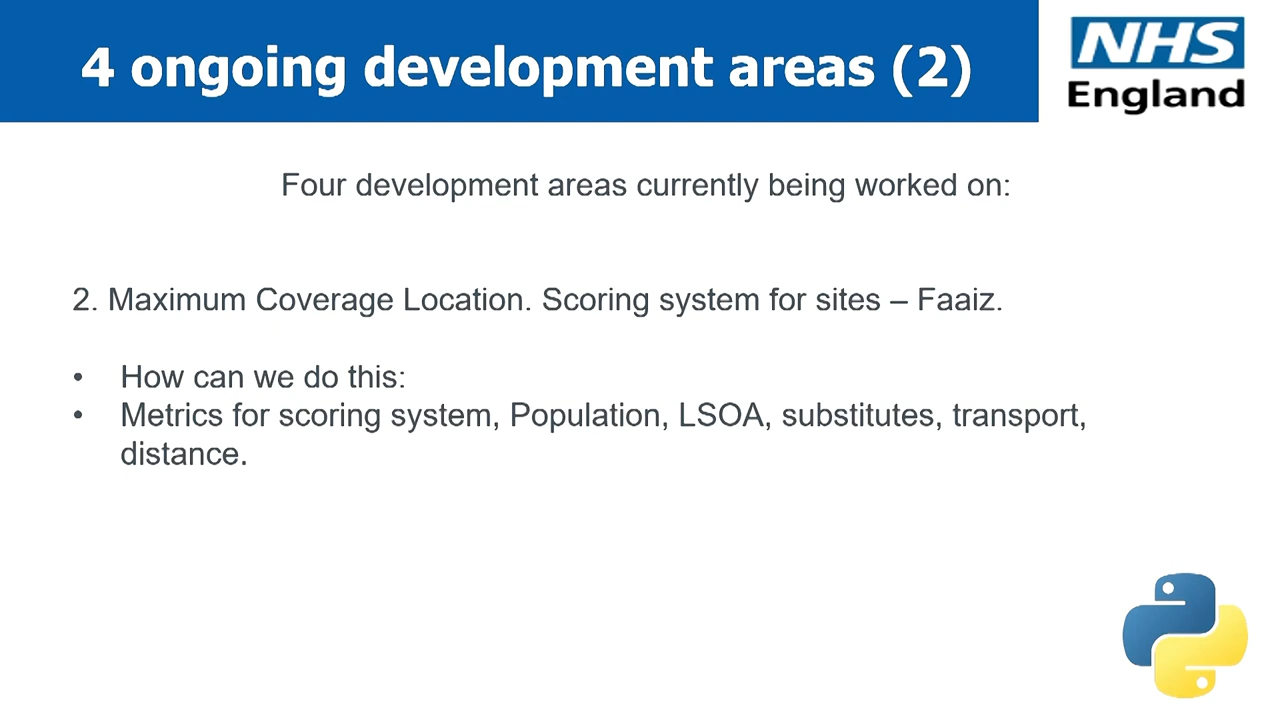 4 ongoing development areas (2)
NHS
England
Four development areas currently being worked on:
2. Maximum Coverage Location. Scoring system for sites – Faaiz.
• How can we do this:
• Metrics for scoring system, Population, LSOA, substitutes, transport,
distance.